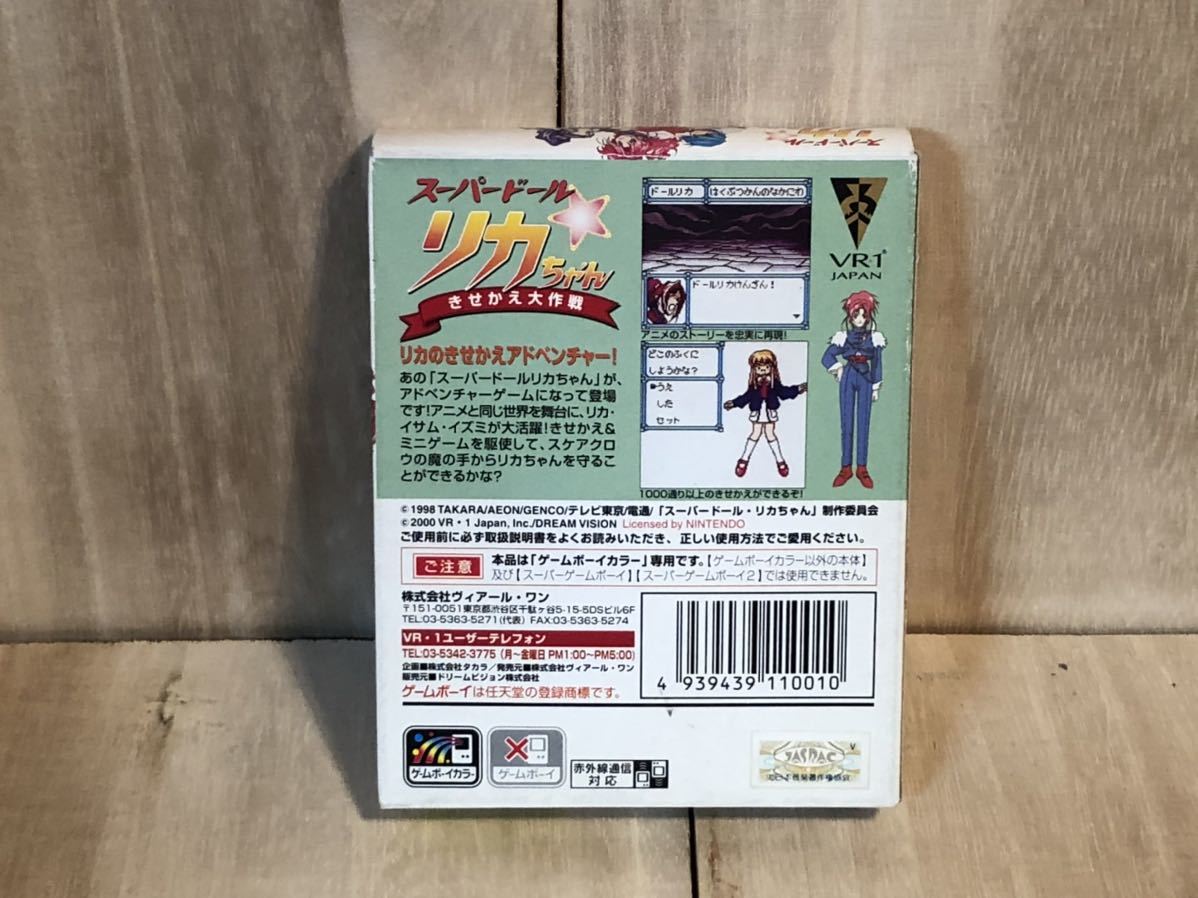 スーパードール
リカ
スーパードール
リカちゃん
きせかえ大作戦
リカのきせかえアドベンチャー!
あの「スーパードールリカちゃん」が、
アドベンチャーゲームになって登場
です!アニメと同じ世界を舞台に、リカ・
イサム・イズミが大活躍!きせかえ&
ミニゲームを駆使して、スケアクロ
ウの魔の手からリカちゃんを守るこ
とができるかな?
ドールリカ
はくぶつかんのなかにわ
ドールリカけんざん!
アニメのストーリーを忠実に再現!
どこのふくに
しようかな?
うえ
した
セット
1000通り以上のきせかえができるぞ!
VR-1
JAPAN
©1998 TAKARA/AEON/GENCO/テレビ東京/電通/「スーパードール・リカちゃん」制作委員会
©2000 VR・1 Japan, Inc./DREAM VISION Licensed by NINTENDO
ご使用前に必ず取扱説明書をよくお読みいただき、正しい使用方法でご愛用ください。
ご注意
本品は「ゲームボーイカラー」専用です。【ゲームボーイカラー以外の本体】
及び【スーパーゲームボーイ】【スーパーゲームボーイ2】では使用できません。
株式会社ヴィアール・ワン
〒151-0051東京都渋谷区千駄ヶ谷5-15-5DSビル6F
TEL:03-5363-5271(代表) FAX:03-5363-5274
VR・1ユーザーテレフォン
TEL:03-5342-3775 (月〜金曜日 PM1:00〜PM5:00)
企画■株式会社タカラ/発売元■株式会社ヴィアール・ワン
販売元■ドリームビジョン株式会社
ゲームボーイは任天堂の登録商標です。
4 939439 110010
ゲームボーイカラー
ゲームボーイ
赤外線通信
対応
V
JASRAC